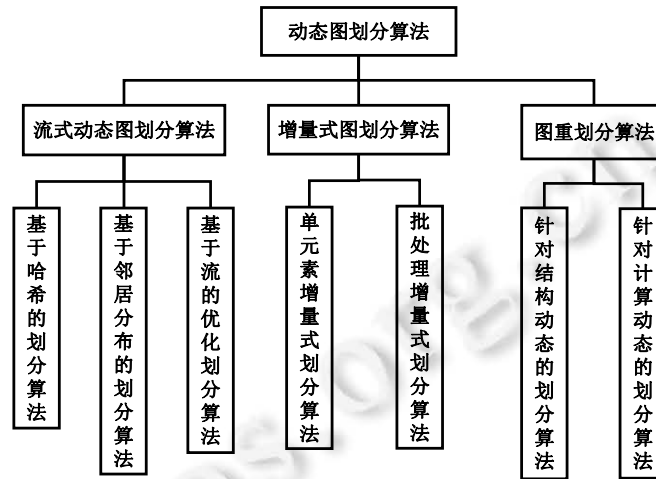 动态图划分算法
流式动态图划分算法
增量式图划分算法
图重划分算法
基于哈希的划分算法
基于邻居分布的划分算法
基于流的优化划分算法
单元素增量式划分算法
批处理增量式划分算法
针对结构动态的划分算法
针对计算动态的划分算法